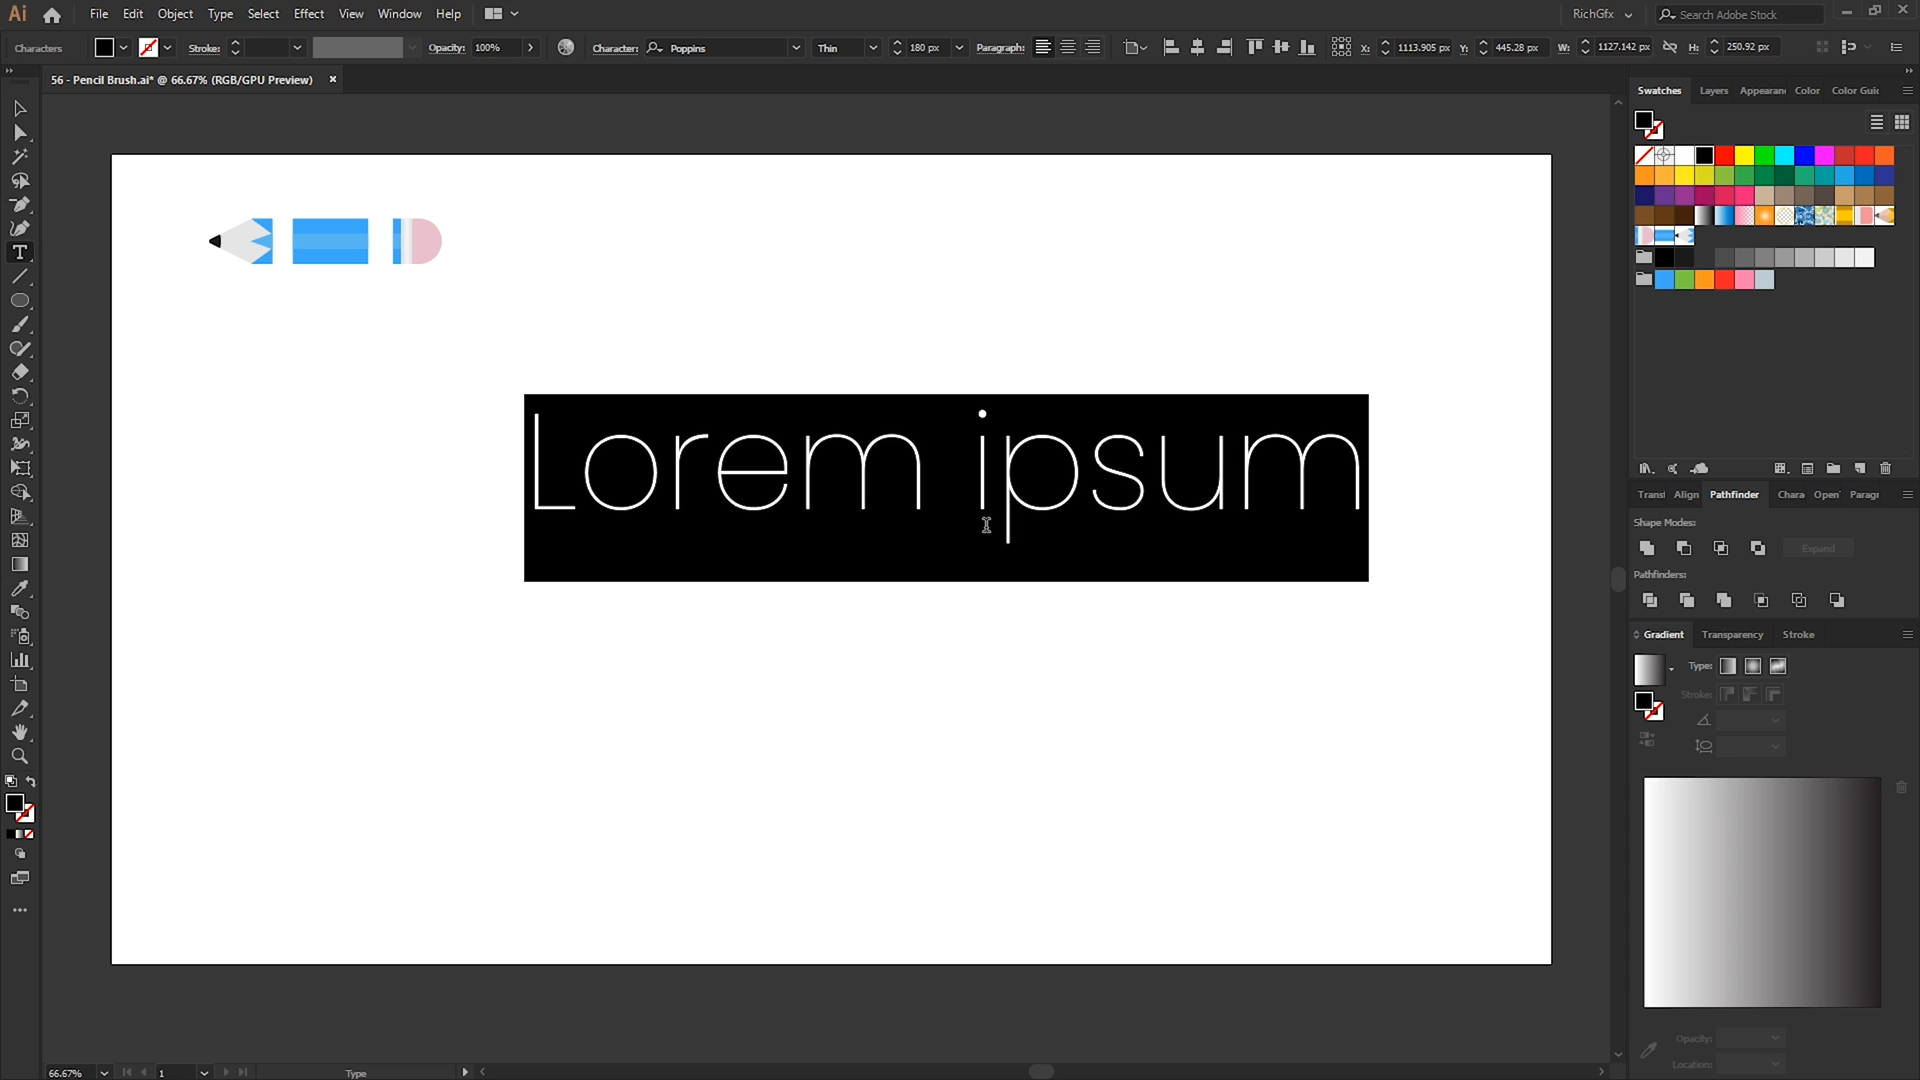 Ai File Edit Object Type Select Effect View Window Help RichGfx Search Adobe Stock
Characters Stroke: Opacity: 100% Character: Poppins Thin 180 px Paragraph: X: 1113.905 px Y: 445.28 px W: 1127.142 px H: 250.92 px
56 - Pencil Brush.ai* @ 66.67% (RGB/GPU Preview)
Swatches Layers Appearan Color Color Guic
Lorem ipsum
Transf Align Pathfinder Chara Open Paragr
Shape Modes:
Expand
Pathfinders:
Gradient Transparency Stroke
Type:
Stroke:
Opacity:
Location:
66.67% 1 Type